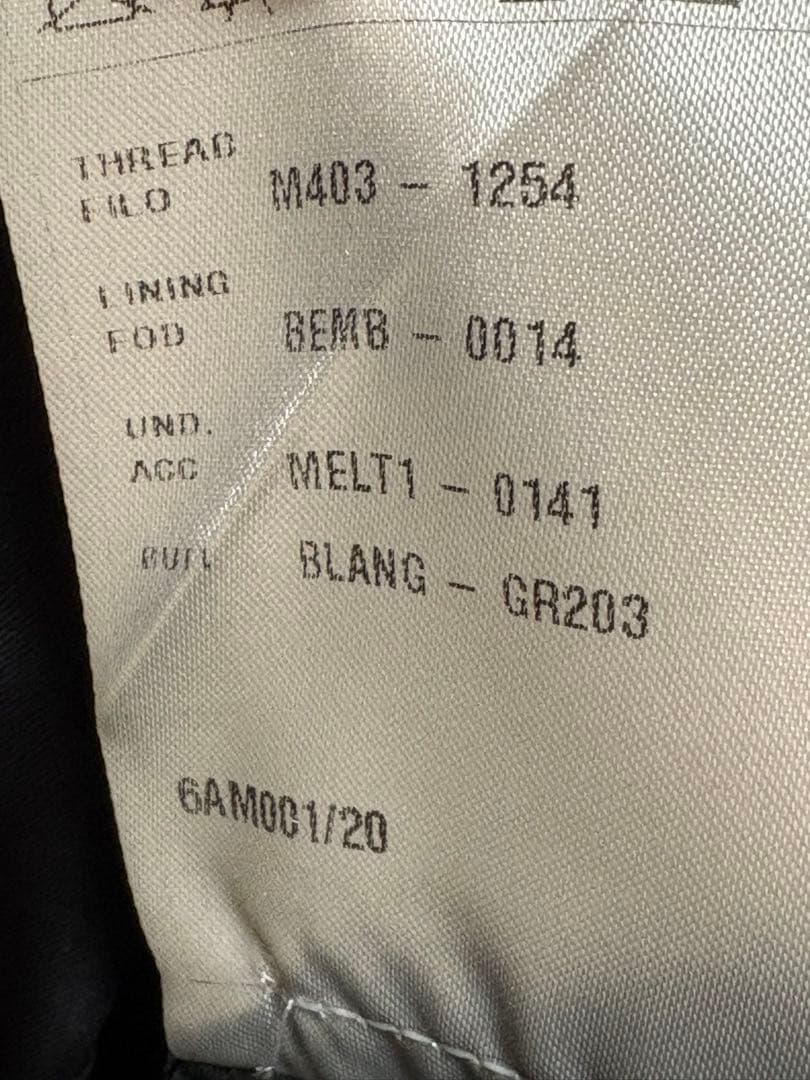 THREAD
FILO M403 - 1254
LINING
FOD BEMB - 0014
UND.
ACC MELT1 - 0141
BLANG - GR203
6AM001/20